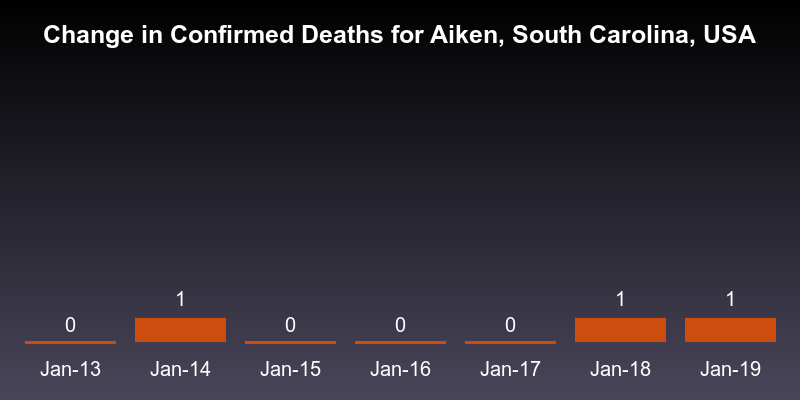 Change in Confirmed Deaths for Aiken, South Carolina, USA
0 1 0 0 0 1 1
Jan-13 Jan-14 Jan-15 Jan-16 Jan-17 Jan-18 Jan-19